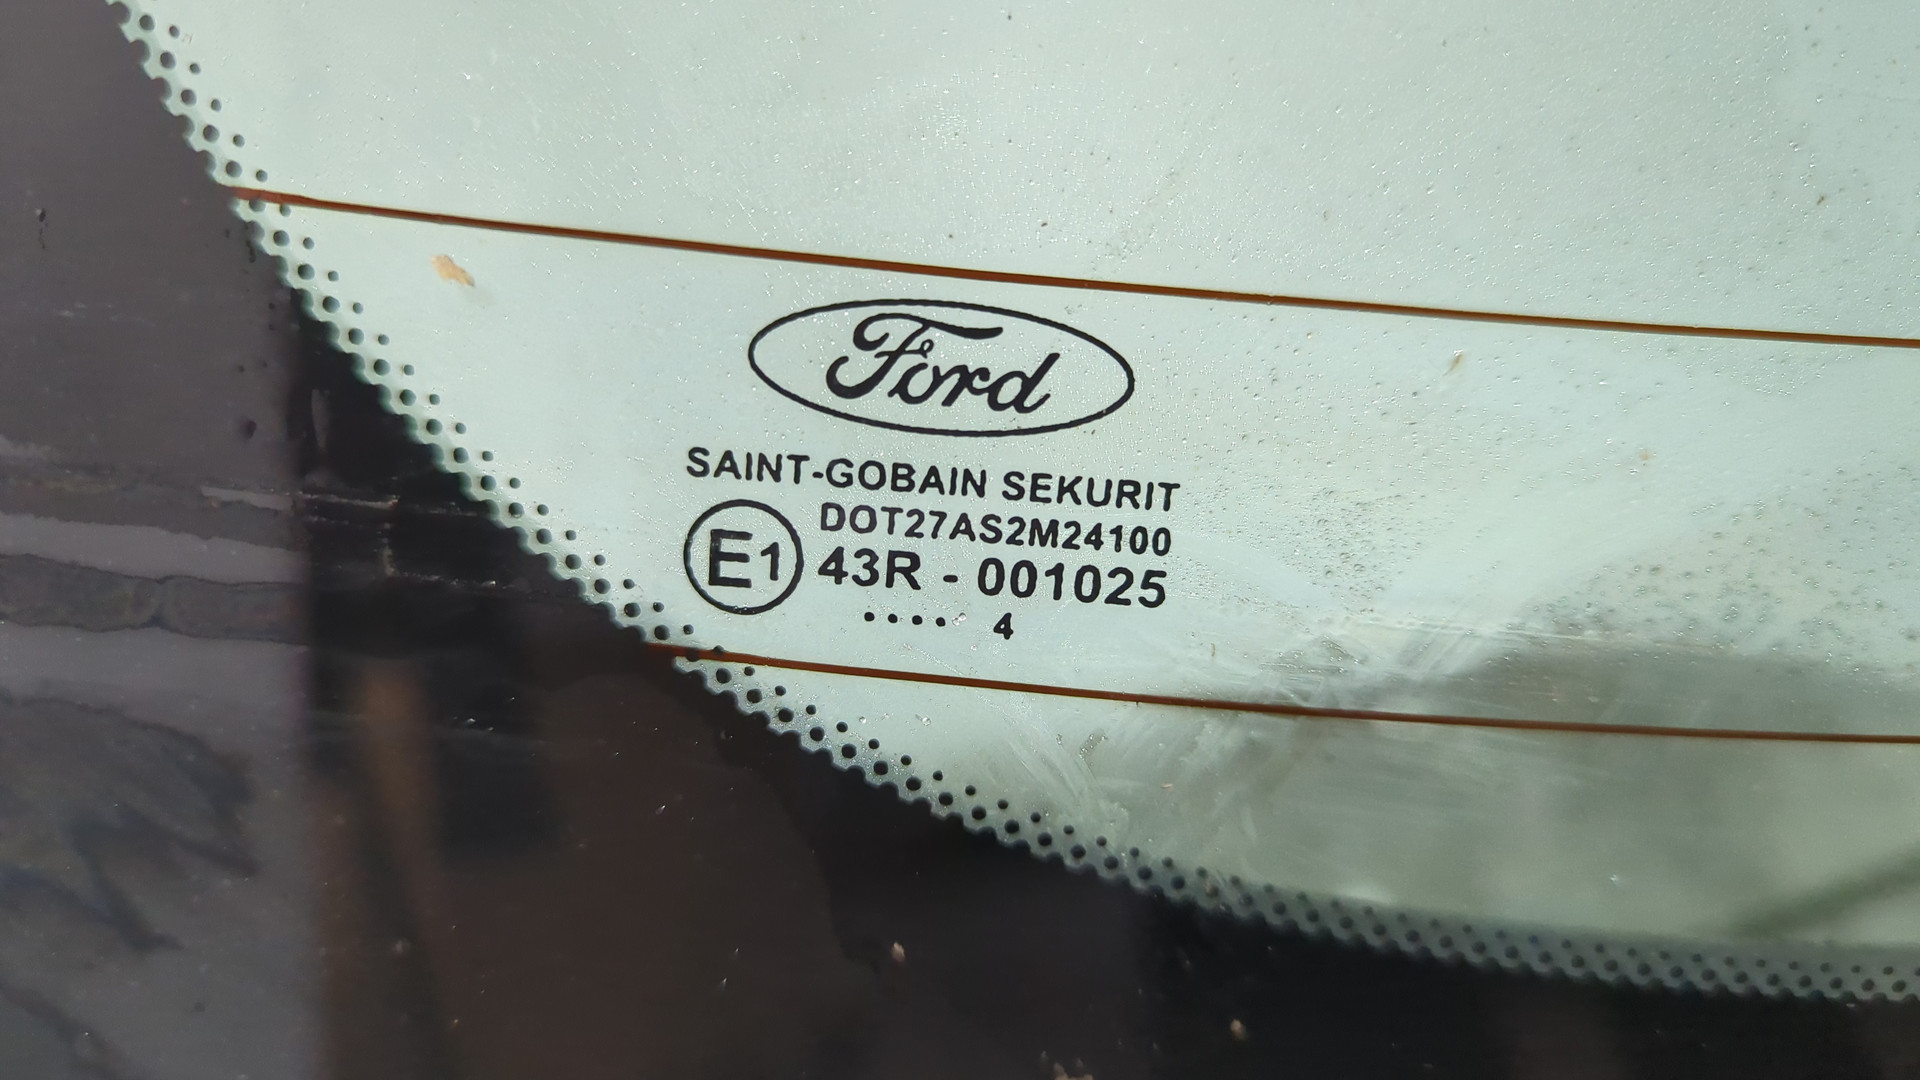 Ford
SAINT-GOBAIN SEKURIT
DOT27AS2M24100
E1 43R - 001025
.... 4